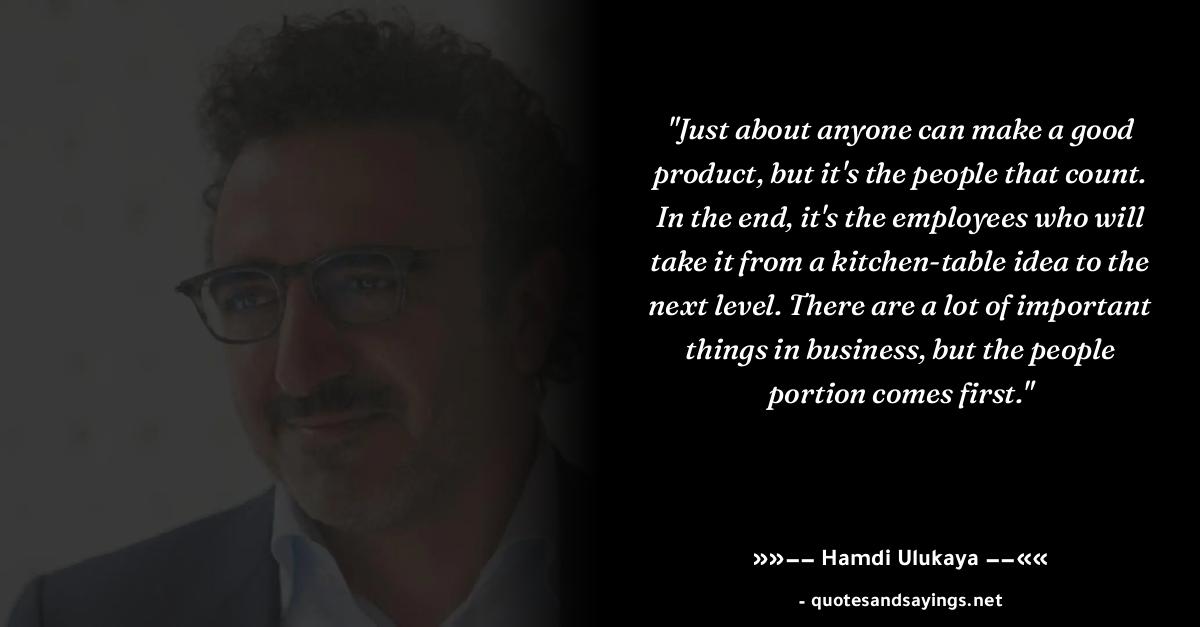 "Just about anyone can make a good
product, but it's the people that count.
In the end, it's the employees who will
take it from a kitchen-table idea to the
next level. There are a lot of important
things in business, but the people
portion comes first."
»»−− Hamdi Ulukaya −−««
- quotesandsayings.net